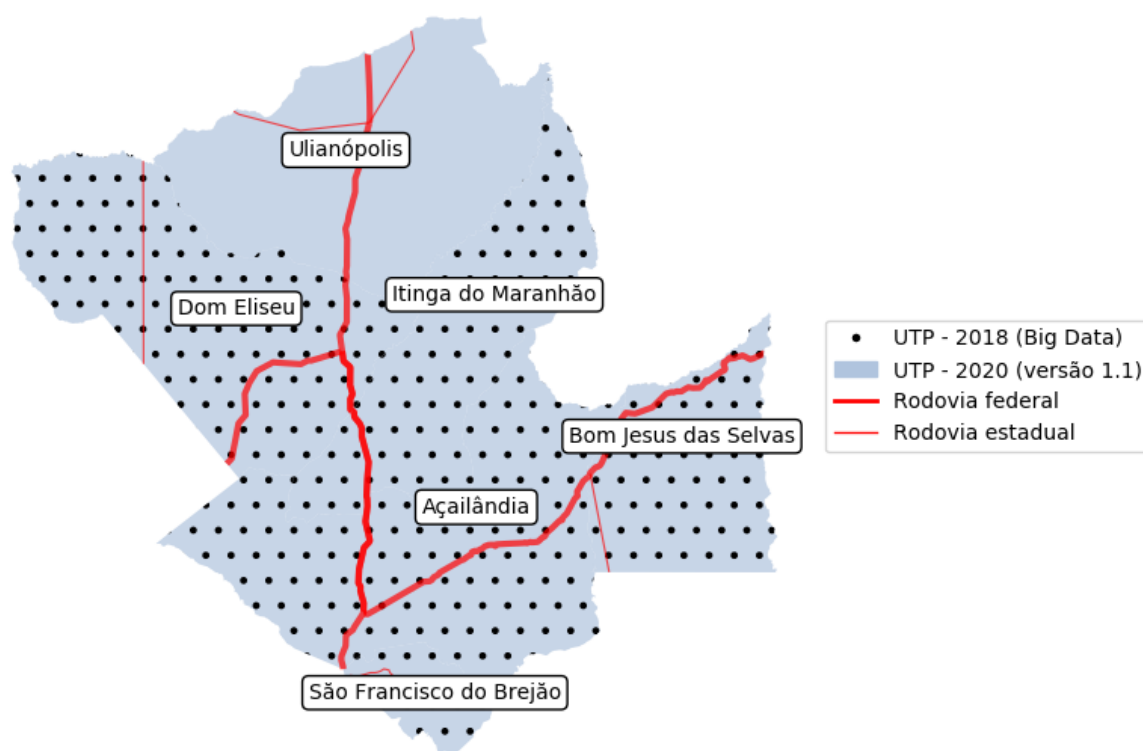 Ulianópolis
Itinga do Maranhão
Dom Eliseu
UTP - 2018 (Big Data)
UTP - 2020 (versão 1.1)
Rodovia federal
Rodovia estadual
Bom Jesus das Selvas
Açailândia
São Francisco do Brejão